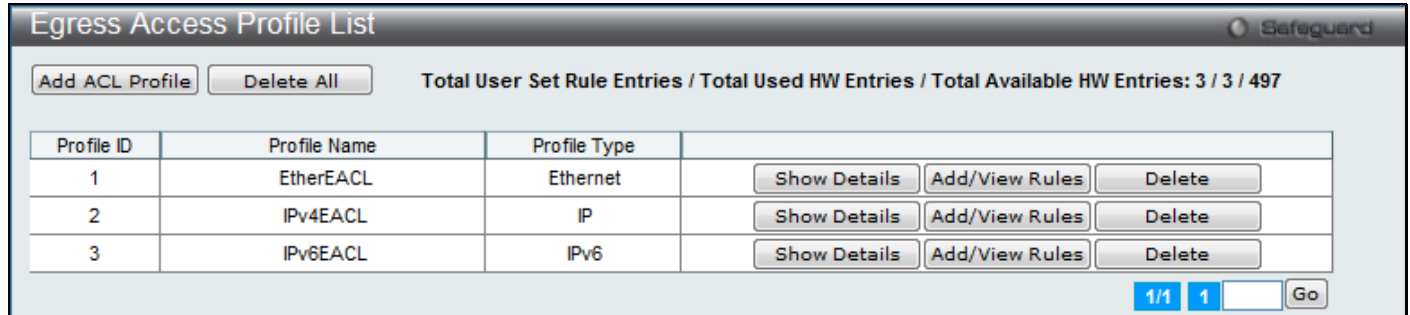 Egress Access Profile List Safeguard
Add ACL Profile Delete All Total User Set Rule Entries / Total Used HW Entries / Total Available HW Entries: 3 / 3 / 497
Profile ID Profile Name Profile Type
1 EtherEACL Ethernet Show Details Add/View Rules Delete
2 IPv4EACL IP Show Details Add/View Rules Delete
3 IPv6EACL IPv6 Show Details Add/View Rules Delete
1/1 1 Go